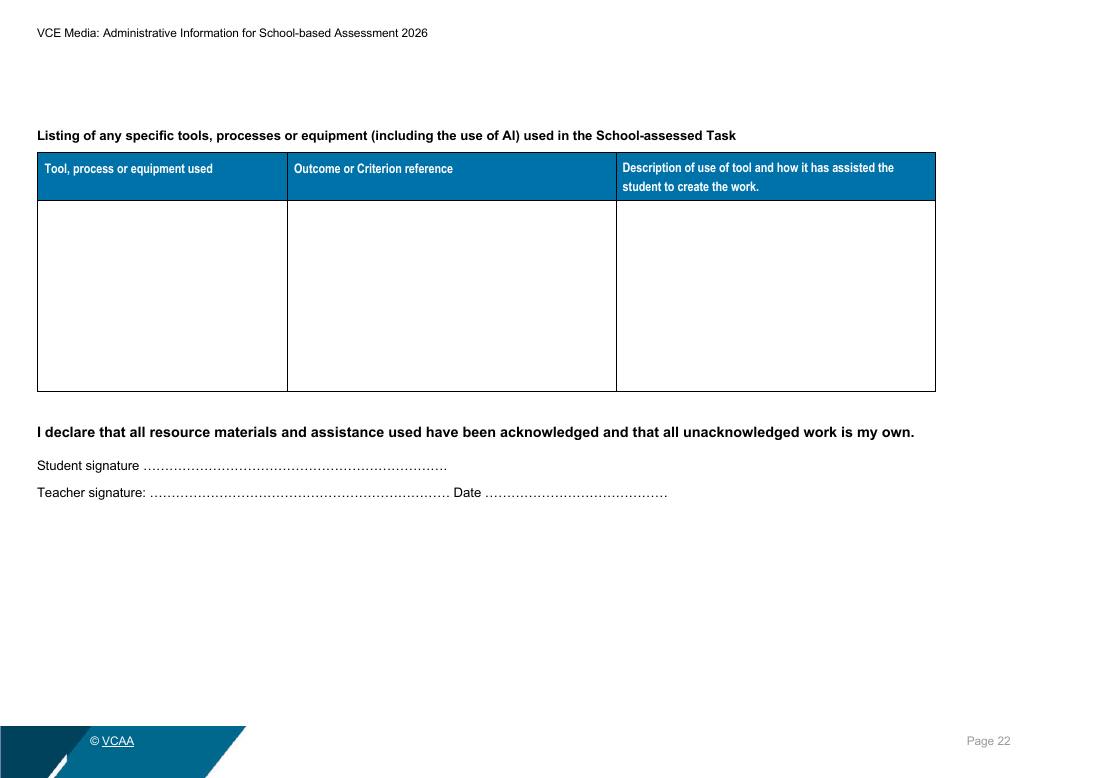 VCE Media: Administrative Information for School-based Assessment 2026
Listing of any specific tools, processes or equipment (including the use of AI) used in the School-assessed Task
Tool, process or equipment used
Outcome or Criterion reference
Description of use of tool and how it has assisted the
student to create the work.
I declare that all resource materials and assistance used have been acknowledged and that all unacknowledged work is my own.
Student signature …………………………………………………………….
Teacher signature: …………………………………………………………… Date ……………………………………
© VCAA
Page 22